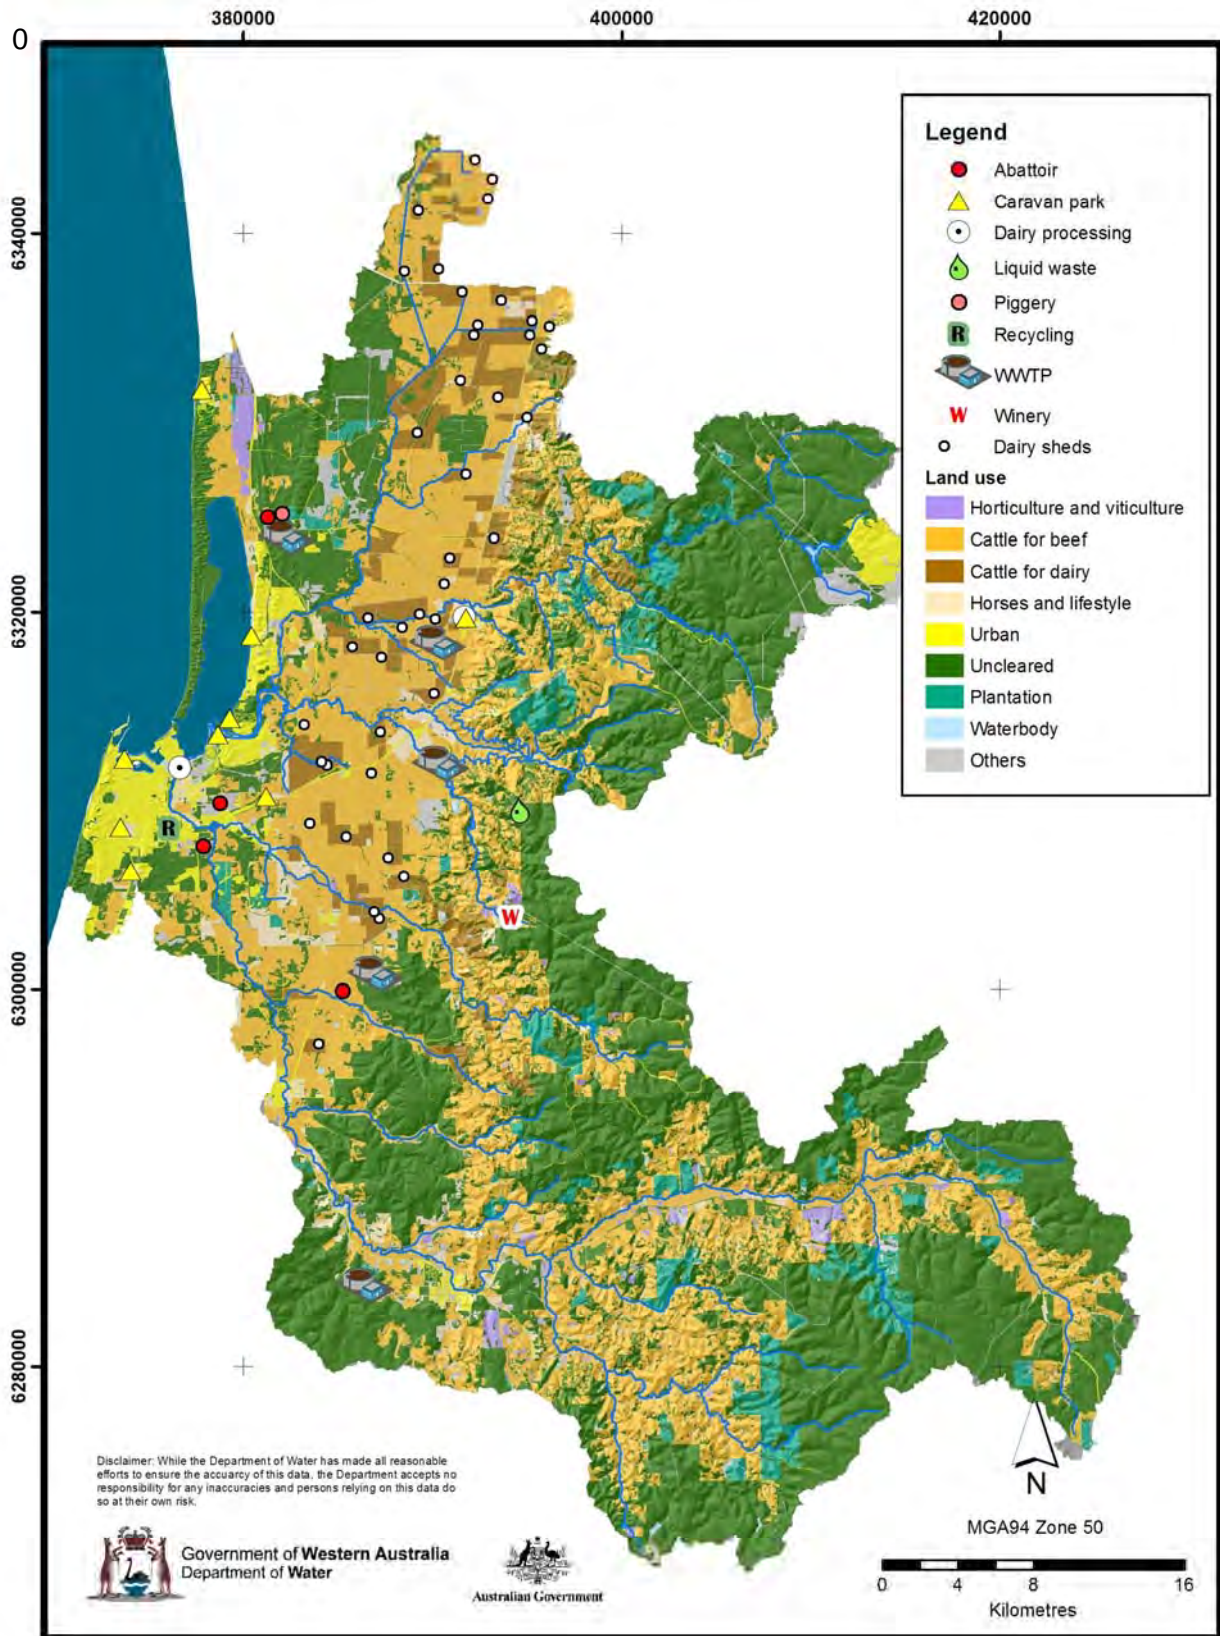 380000
400000
420000
0
6340000
6320000
6300000
6280000
Legend
Abattoir
Caravan park
Dairy processing
Liquid waste
Piggery
R
Recycling
WWTP
W
Winery
Dairy sheds
Land use
Horticulture and viticulture
Cattle for beef
Cattle for dairy
Horses and lifestyle
Urban
Uncleared
Plantation
Waterbody
Others
R
W
Disclaimer: While the Department of Water has made all reasonable
efforts to ensure the accuarcy of this data, the Department accepts no
responsibility for any inaccuracies and persons relying on this data do
so at their own risk.
Government of Western Australia
Department of Water
Australian Government
N
MGA94 Zone 50
0 4 8 16
Kilometres